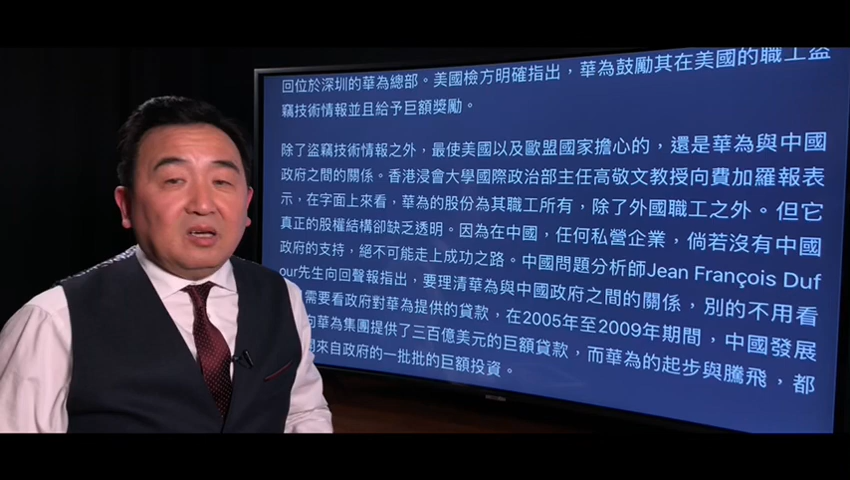 回位於深圳的華為總部。美國檢方明確指出，華為鼓勵其在美國的職工盜
竊技術情報並且給予巨額獎勵。
除了盜竊技術情報之外，最使美國以及歐盟國家擔心的，還是華為與中國
政府之間的關係。香港浸會大學國際政治部主任高敬文教授向費加羅報表
示，在字面上來看，華為的股份為其職工所有，除了外國職工之外。但它
真正的股權結構卻缺乏透明。因為在中國，任何私營企業，倘若沒有中國
政府的支持，絕不可能走上成功之路。中國問題分析師Jean François Duf
our先生向回聲報指出，要理清華為與中國政府之間的關係，別的不用看
需要看政府對華為提供的貸款，在2005年至2009年期間，中國發展
向華為集團提供了三百億美元的巨額貸款，而華為的起步與騰飛，都
來自政府的一批批的巨額投資。